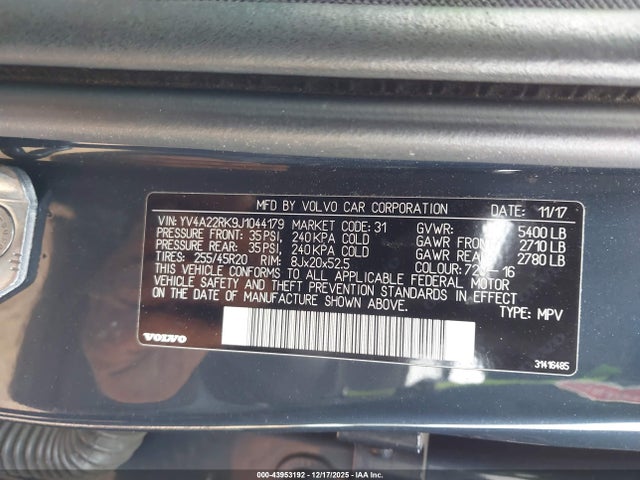 MFD BY VOLVO CAR CORPORATION DATE: 11/17
VIN: YV4A22RK9J1044179 MARKET CODE: 31 GVWR: 5400 LB
PRESSURE FRONT: 35 PSI, 240 KPA COLD GAWR FRONT: 2710 LB
PRESSURE REAR: 35 PSI, 240 KPA COLD GAWR REAR: 2780 LB
TIRES: 255/45R20 RIM: 8Jx20x52.5 COLOUR: 723-16
THIS VEHICLE CONFORMS TO ALL APPLICABLE FEDERAL MOTOR
VEHICLE SAFETY AND THEFT PREVENTION STANDARDS IN EFFECT
ON THE DATE OF MANUFACTURE SHOWN ABOVE. TYPE: MPV
VOLVO
31416485
000-43953192 - 12/17/2025 - IAA Inc.